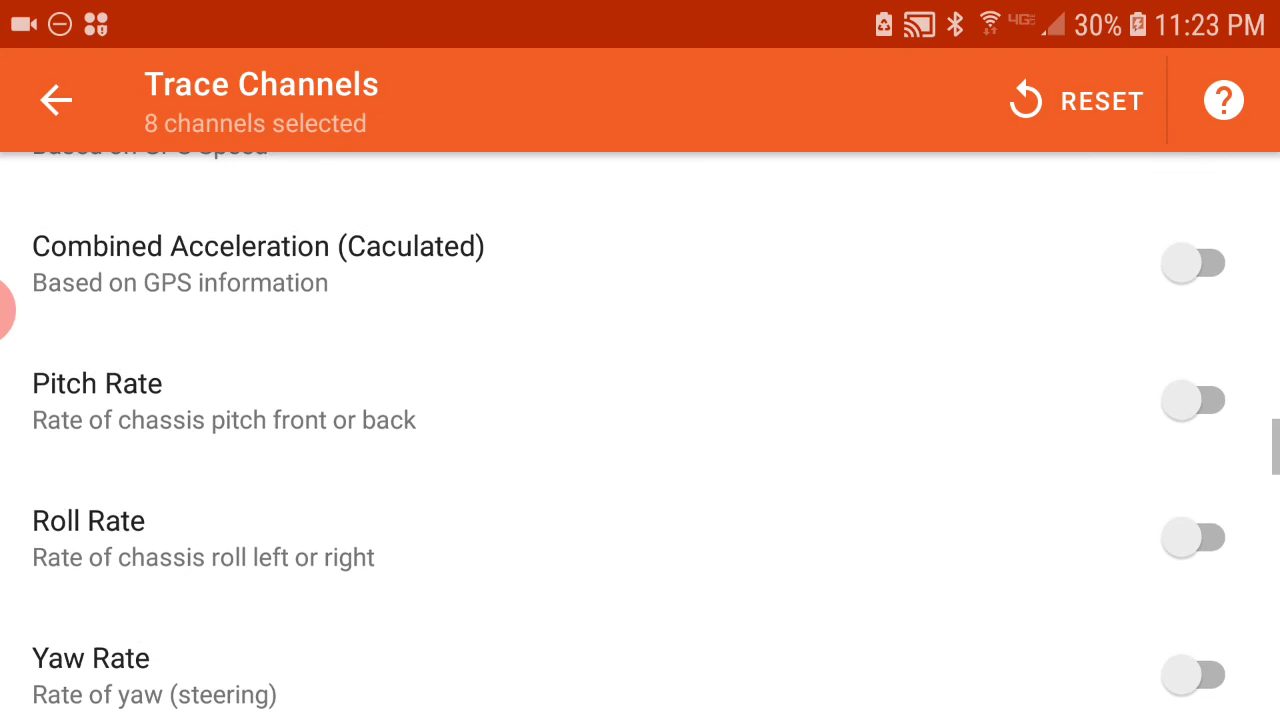 30% 11:23 PM
Trace Channels
8 channels selected
RESET
Combined Acceleration (Caculated)
Based on GPS information
Pitch Rate
Rate of chassis pitch front or back
Roll Rate
Rate of chassis roll left or right
Yaw Rate
Rate of yaw (steering)